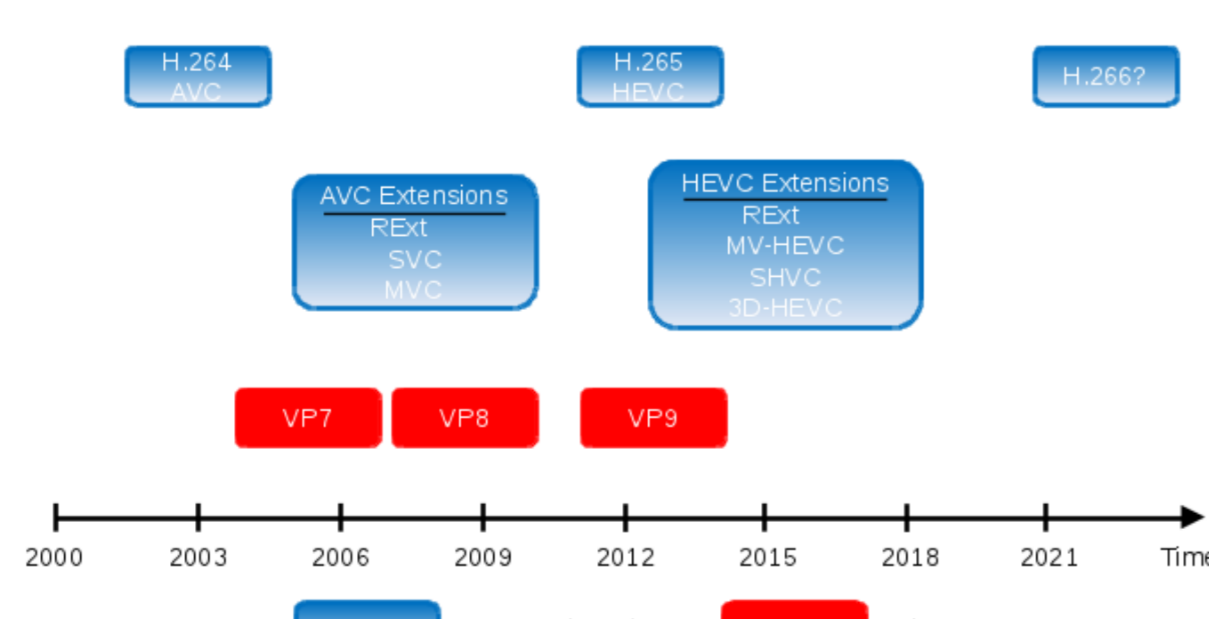 H.264
AVC
H.265
HEVC
H.266?
AVC Extensions
RExt
SVC
MVC
HEVC Extensions
RExt
MV-HEVC
SHVC
3D-HEVC
VP7
VP8
VP9
2000
2003
2006
2009
2012
2015
2018
2021
Time